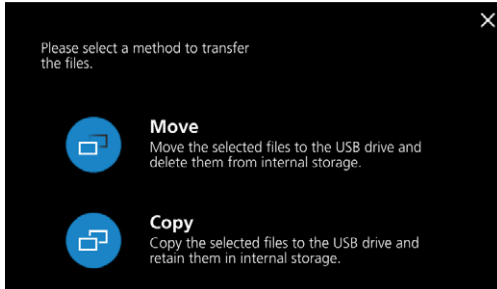 Please select a method to transfer
the files.
Move
Move the selected files to the USB drive and
delete them from internal storage.
Copy
Copy the selected files to the USB drive and
retain them in internal storage.